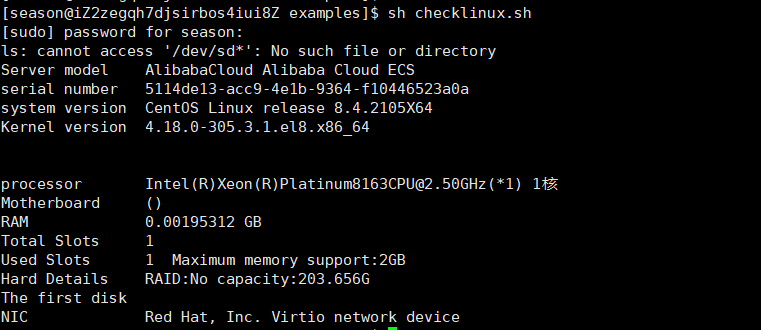 [season@iZ2zegqh7djsirbos4iui8Z examples]$ sh checklinux.sh
[sudo] password for season:
ls: cannot access '/dev/sd*': No such file or directory
Server model    AlibabaCloud Alibaba Cloud ECS
serial number   5114de13-acc9-4e1b-9364-f10446523a0a
system version  CentOS Linux release 8.4.2105X64
Kernel version  4.18.0-305.3.1.el8.x86_64
processor       Intel(R)Xeon(R)Platinum8163CPU@2.50GHz(*1) 1核
Motherboard     ()
RAM             0.00195312 GB
Total Slots     1
Used Slots      1  Maximum memory support:2GB
Hard Details    RAID:No capacity:203.656G
The first disk
NIC             Red Hat, Inc. Virtio network device